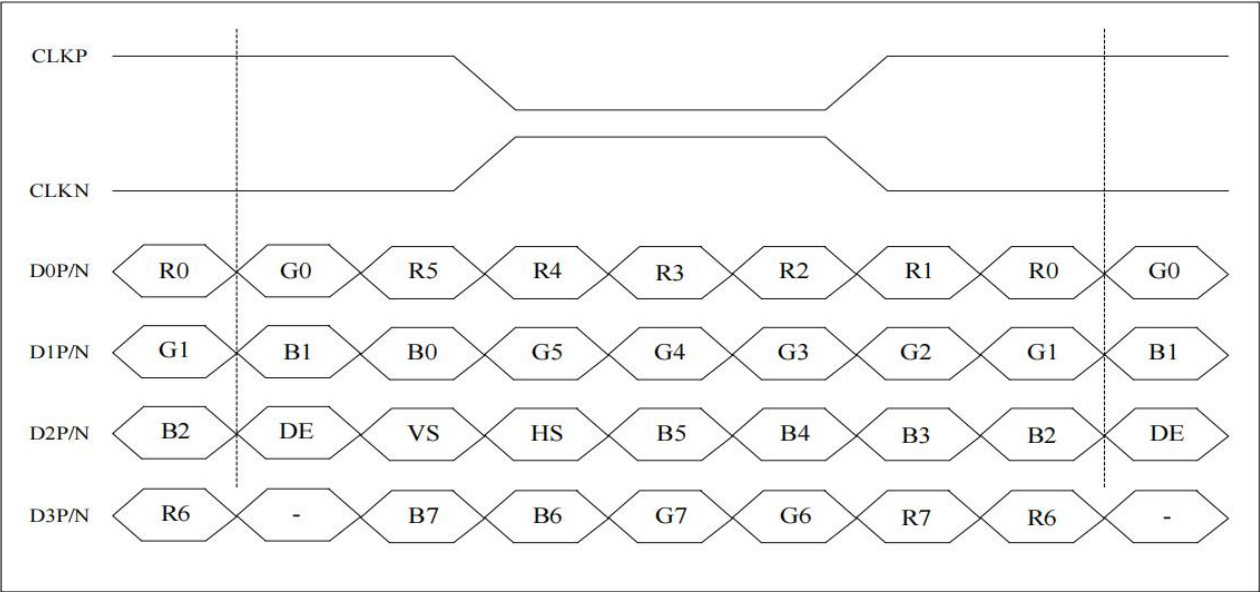 CLKP
CLKN
D0P/N R0 G0 R5 R4 R3 R2 R1 R0 G0
D1P/N G1 B1 B0 G5 G4 G3 G2 G1 B1
D2P/N B2 DE VS HS B5 B4 B3 B2 DE
D3P/N R6 - B7 B6 G7 G6 R7 R6 -